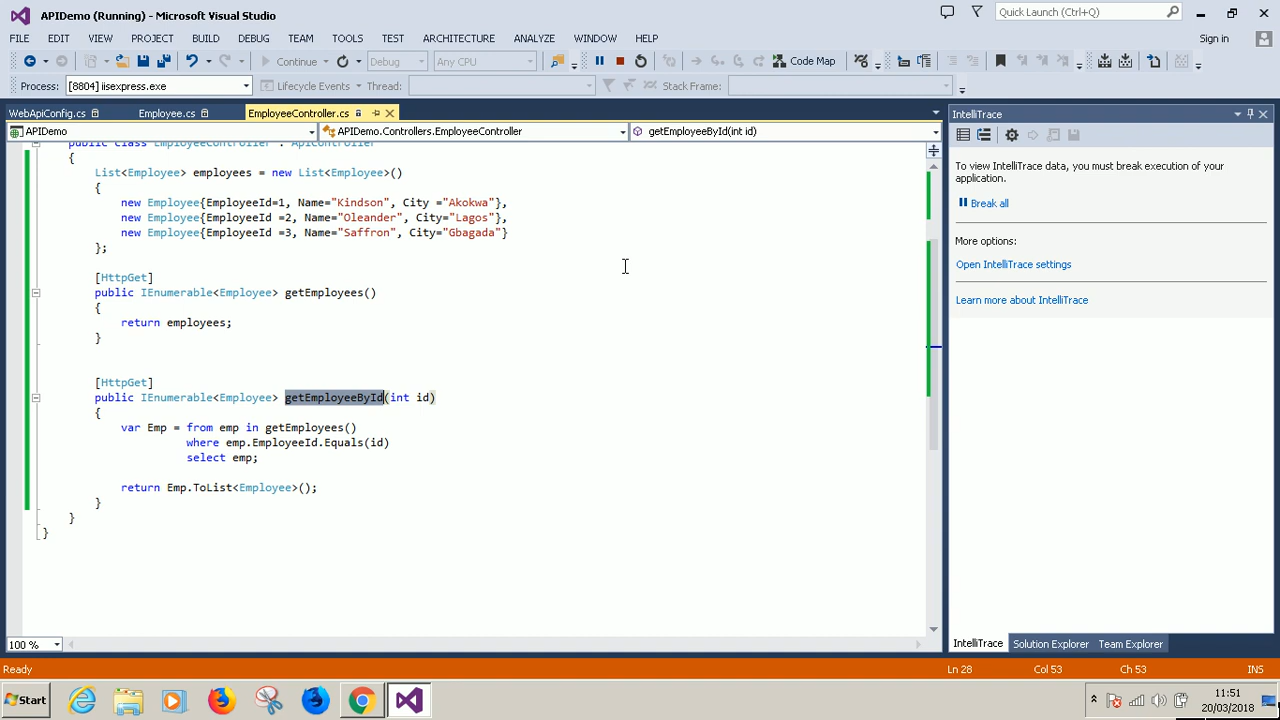 APIDemo (Running) - Microsoft Visual Studio
Quick Launch (Ctrl+Q)
FILE EDIT VIEW PROJECT BUILD DEBUG TEAM TOOLS TEST ARCHITECTURE ANALYZE WINDOW HELP
Sign in
Continue Debug Any CPU Code Map
Process: [8804] iisexpress.exe Lifecycle Events Thread: Stack Frame:
WebApiConfig.cs Employee.cs EmployeeController.cs
APIDemo APIDemo.Controllers.EmployeeController getEmployeeById(int id)
public class EmployeeController : ApiController
{
List<Employee> employees = new List<Employee>()
{
new Employee{EmployeeId=1, Name="Kindson", City ="Akokwa"},
new Employee{EmployeeId =2, Name="Oleander", City="Lagos"},
new Employee{EmployeeId =3, Name="Saffron", City="Gbagada"}
};
[HttpGet]
public IEnumerable<Employee> getEmployees()
{
return employees;
}
[HttpGet]
public IEnumerable<Employee> getEmployeeById(int id)
{
var Emp = from emp in getEmployees()
where emp.EmployeeId.Equals(id)
select emp;
return Emp.ToList<Employee>();
}
}
}
100 %
IntelliTrace
To view IntelliTrace data, you must break execution of your
application.
Break all
More options:
Open IntelliTrace settings
Learn more about IntelliTrace
IntelliTrace Solution Explorer Team Explorer
Ready Ln 28 Col 53 Ch 53 INS
Start
11:51
20/03/2018